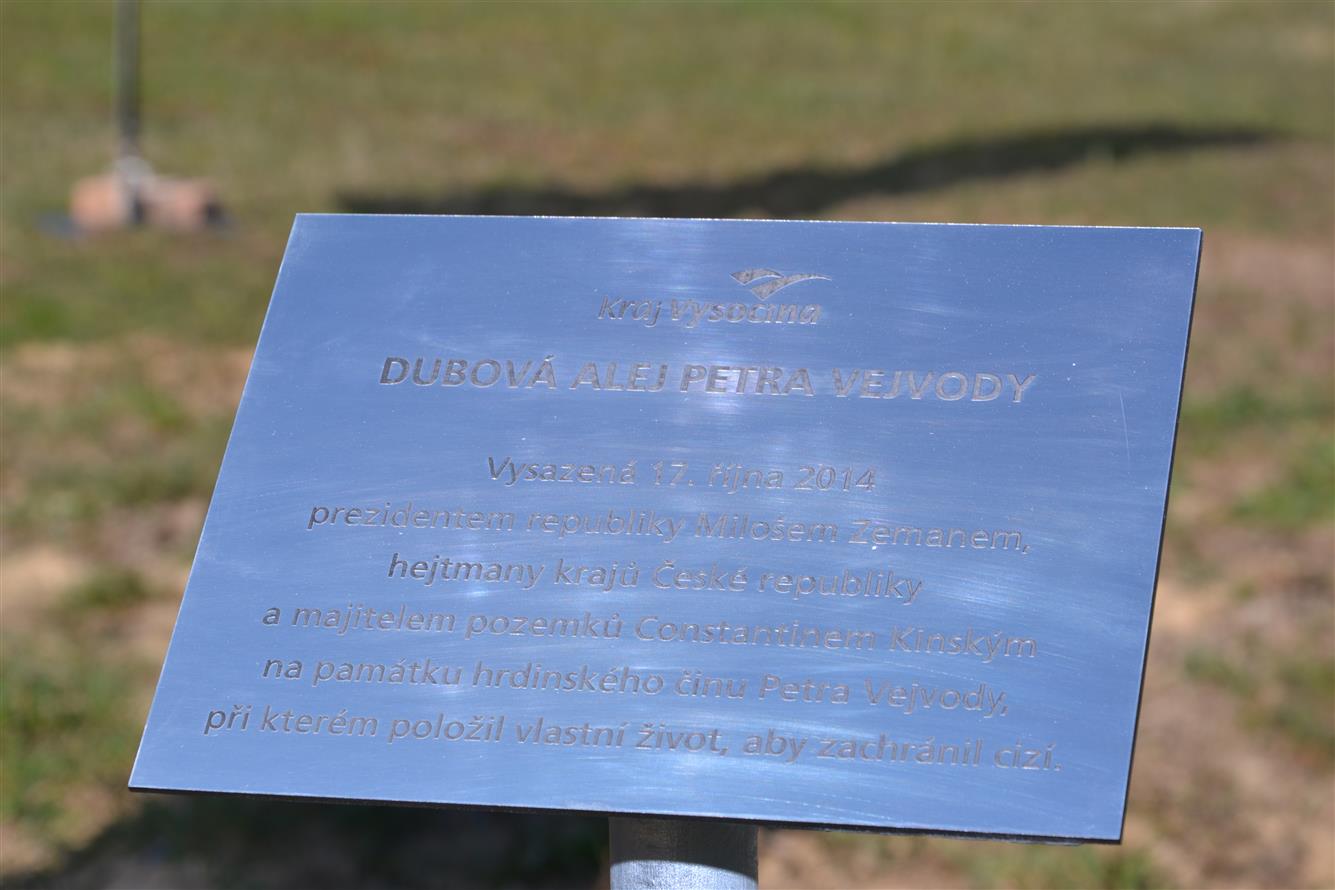 Kraj Vysočina
DUBOVÁ ALEJ PETRA VEJVODY
Vysazená 17. října 2014
prezidentem republiky Milošem Zemanem,
hejtmany krajů České republiky
a majitelem pozemků Constantinem Kinským
na památku hrdinského činu Petra Vejvody,
při kterém položil vlastní život, aby zachránil cizí.